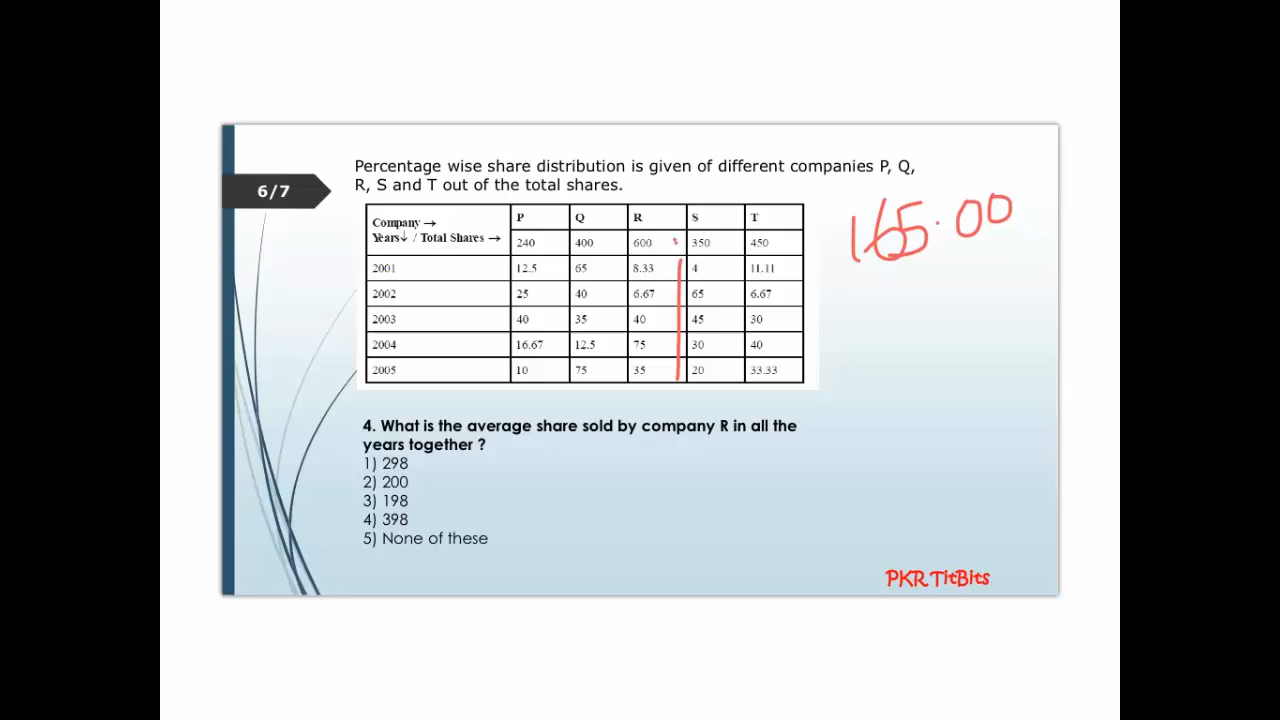 Percentage wise share distribution is given of different companies P, Q,
R, S and T out of the total shares.
6/7
Company → P Q R S T
Years↓ / Total Shares → 240 400 600 350 450
2001 12.5 65 8.33 4 11.11
2002 25 40 6.67 65 6.67
2003 40 35 40 45 30
2004 16.67 12.5 75 30 40
2005 10 75 35 20 33.33
165.00
4. What is the average share sold by company R in all the
years together ?
1) 298
2) 200
3) 198
4) 398
5) None of these
PKR TitBits